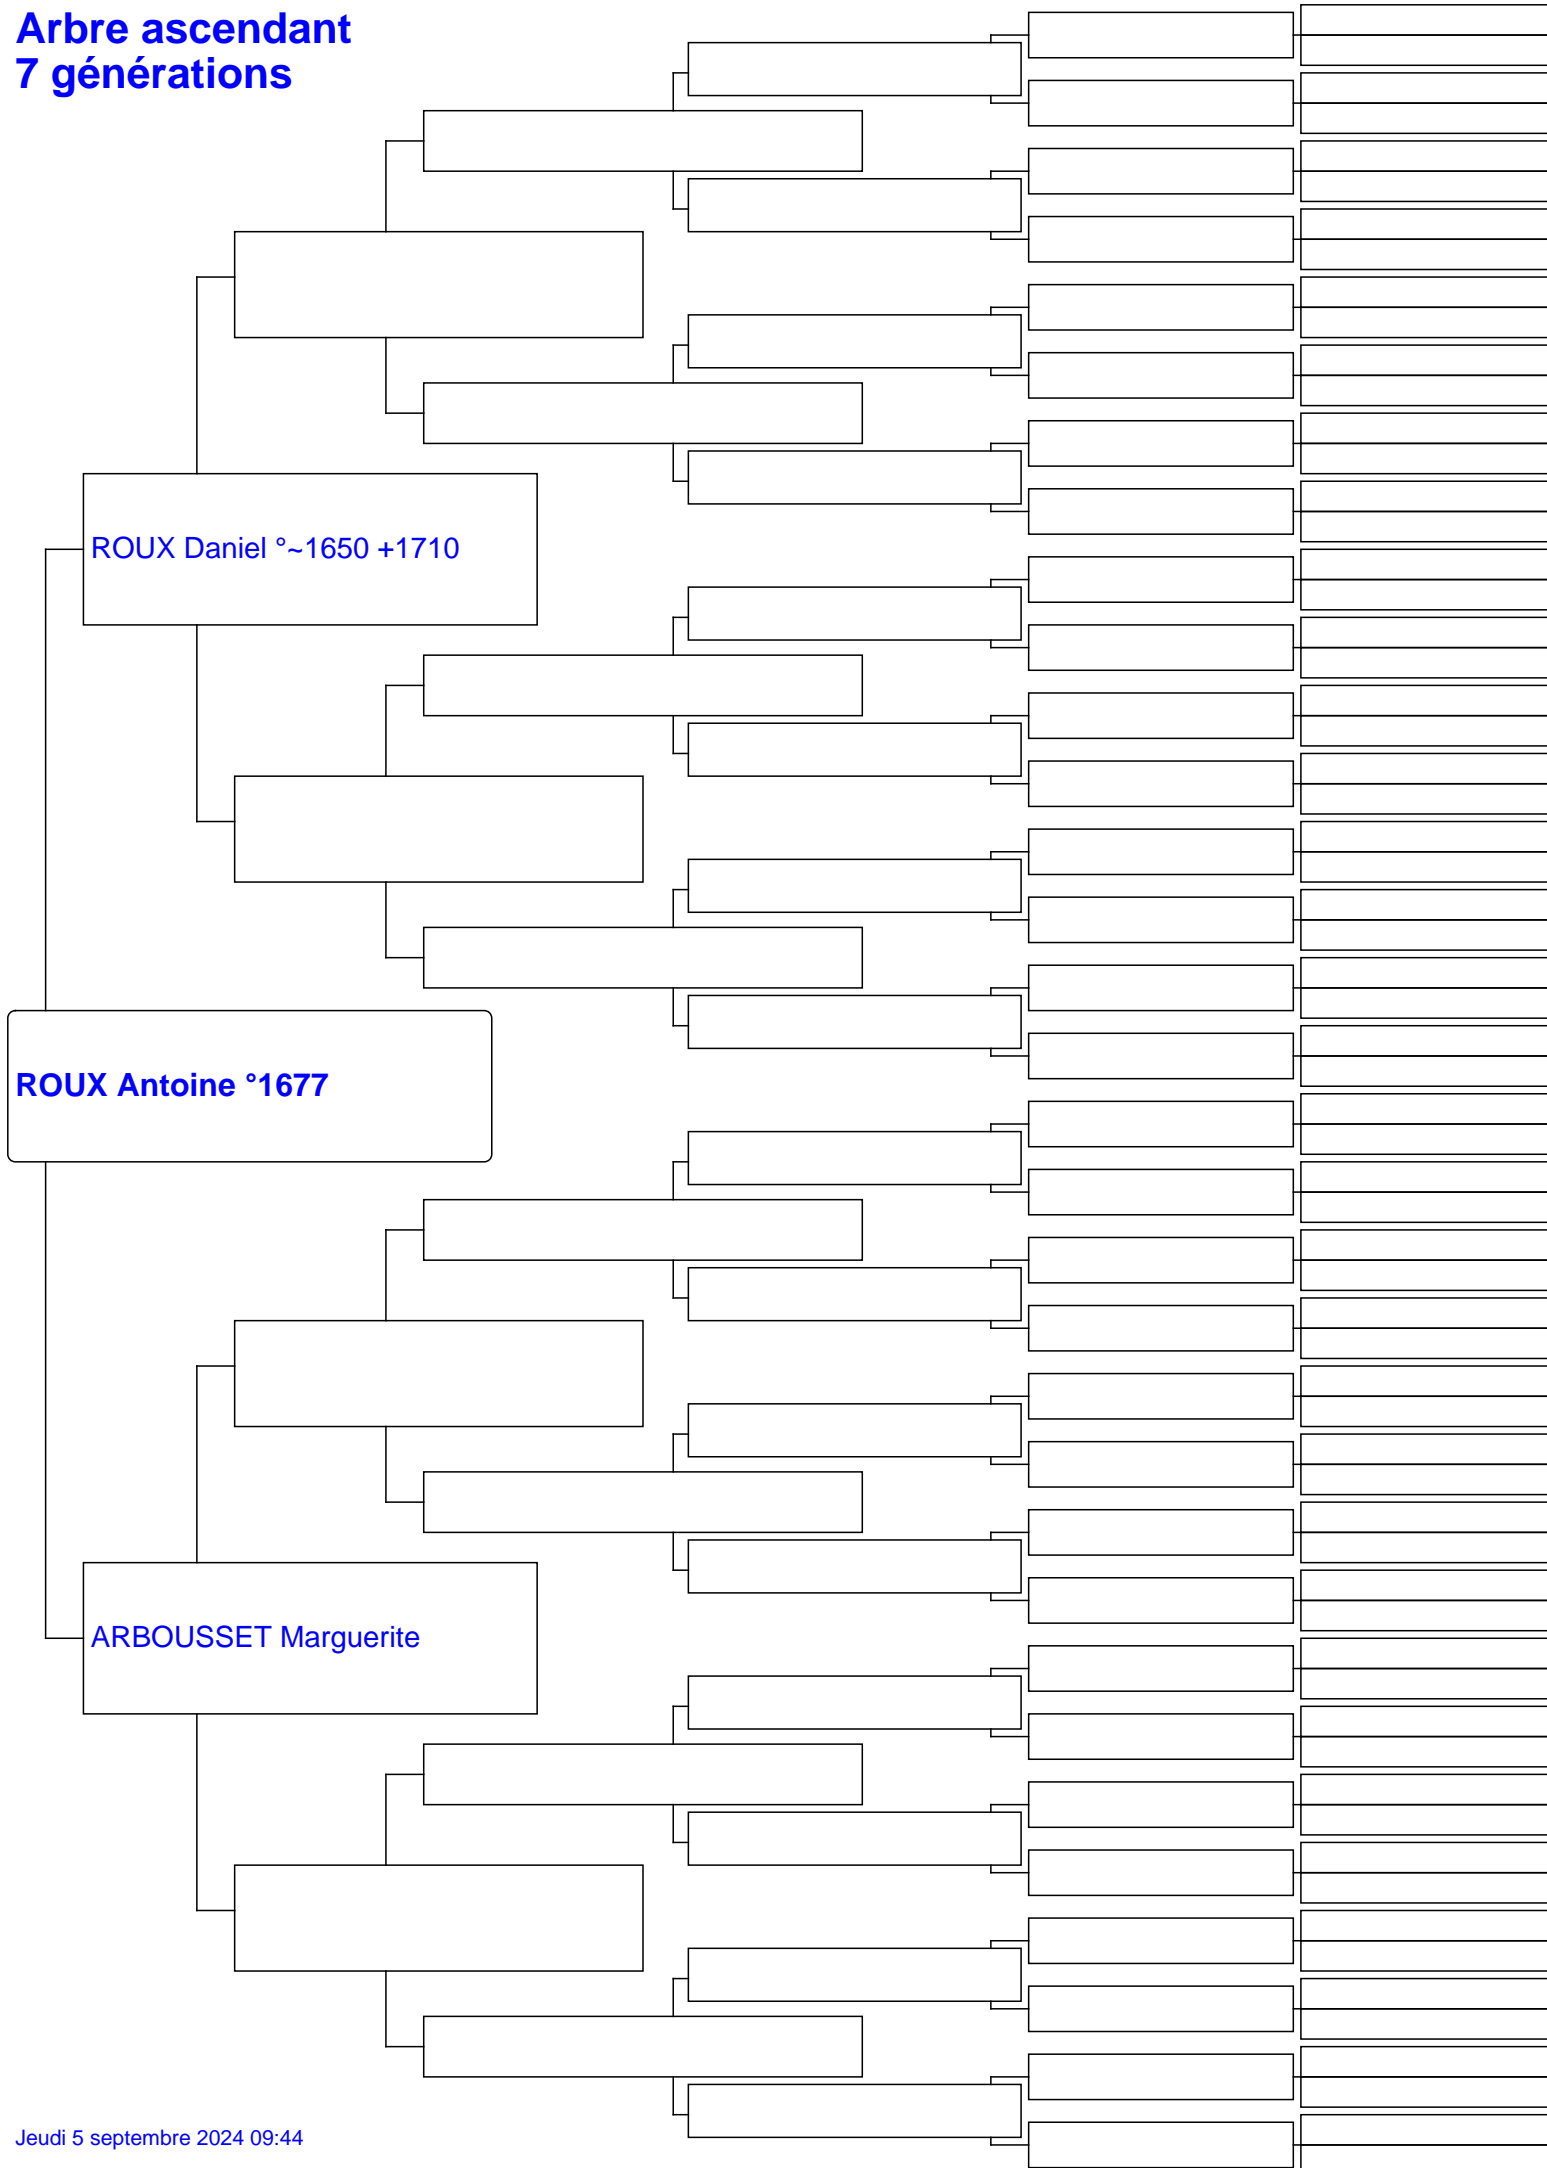 Arbre ascendant
7 générations
ROUX Daniel °~1650 +1710
ROUX Antoine °1677
ARBOUSSET Marguerite
Jeudi 5 septembre 2024 09:44